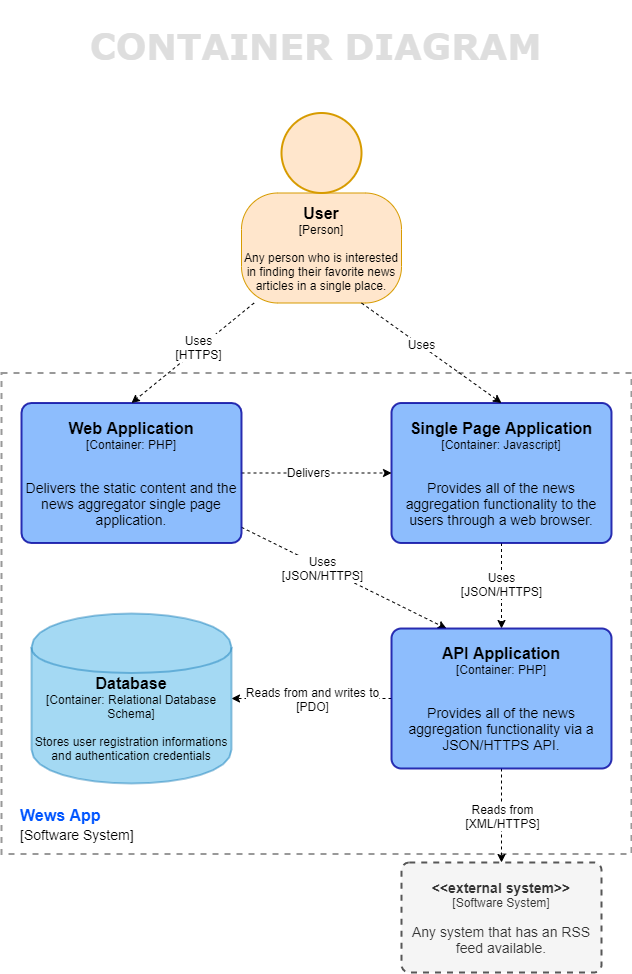 CONTAINER DIAGRAM
User
[Person]
Any person who is interested
in finding their favorite news
articles in a single place.
Uses
[HTTPS]
Uses
Web Application
[Container: PHP]
Delivers the static content and the
news aggregator single page
application.
Delivers
Single Page Application
[Container: Javascript]
Provides all of the news
aggregation functionality to the
users through a web browser.
Uses
[JSON/HTTPS]
Uses
[JSON/HTTPS]
Database
[Container: Relational Database
Schema]
Stores user registration informations
and authentication credentials
Reads from and writes to
[PDO]
API Application
[Container: PHP]
Provides all of the news
aggregation functionality via a
JSON/HTTPS API.
Wews App
[Software System]
Reads from
[XML/HTTPS]
<<external system>>
[Software System]
Any system that has an RSS
feed available.